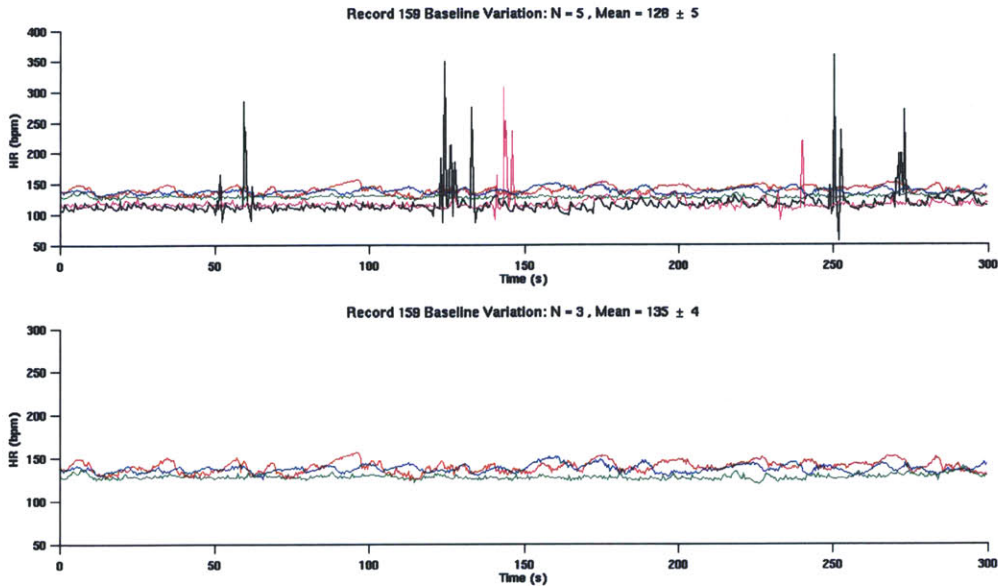 Record 159 Baseline Variation: N = 5 , Mean = 128 ± 5
400
350
300
250
200
150
100
50
HR (bpm)
0 50 100 150 200 250 300
Time (s)
Record 159 Baseline Variation: N = 3 , Mean = 135 ± 4
300
250
200
150
100
50
HR (bpm)
0 50 100 150 200 250 300
Time (s)